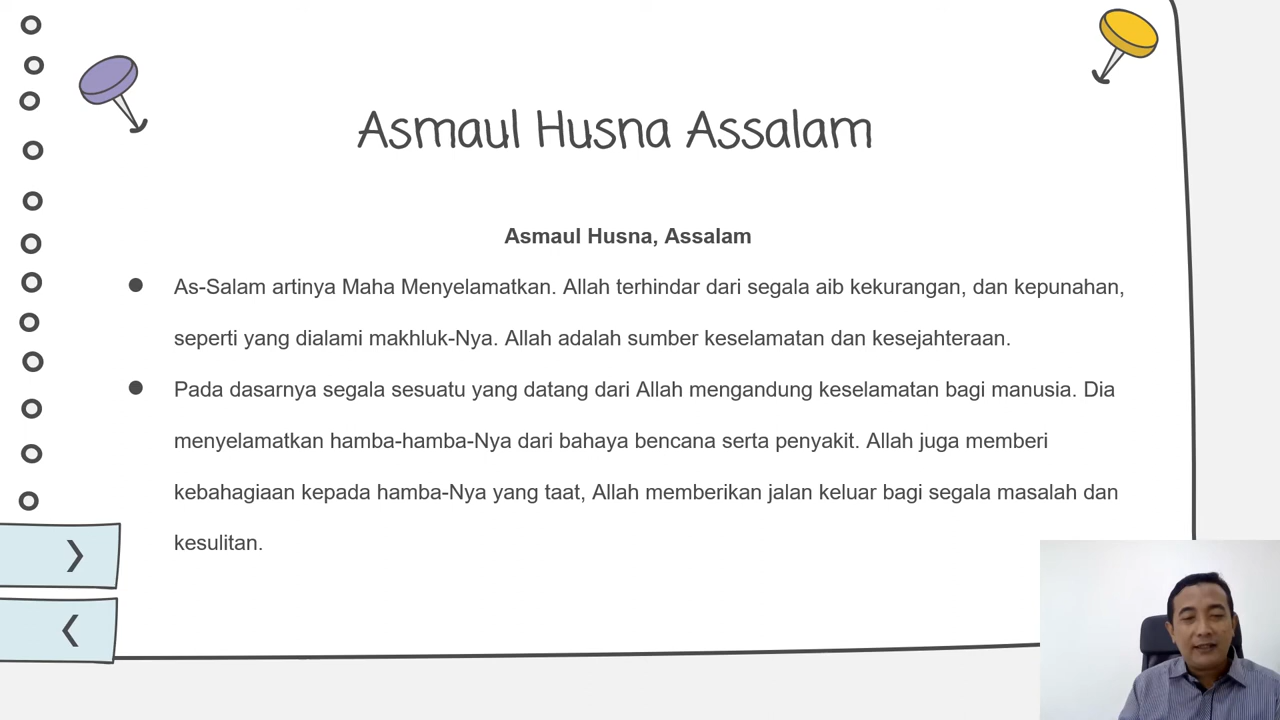 Asmaul Husna Assalam
Asmaul Husna, Assalam
As-Salam artinya Maha Menyelamatkan. Allah terhindar dari segala aib kekurangan, dan kepunahan,
seperti yang dialami makhluk-Nya. Allah adalah sumber keselamatan dan kesejahteraan.
Pada dasarnya segala sesuatu yang datang dari Allah mengandung keselamatan bagi manusia. Dia
menyelamatkan hamba-hamba-Nya dari bahaya bencana serta penyakit. Allah juga memberi
kebahagiaan kepada hamba-Nya yang taat, Allah memberikan jalan keluar bagi segala masalah dan
kesulitan.